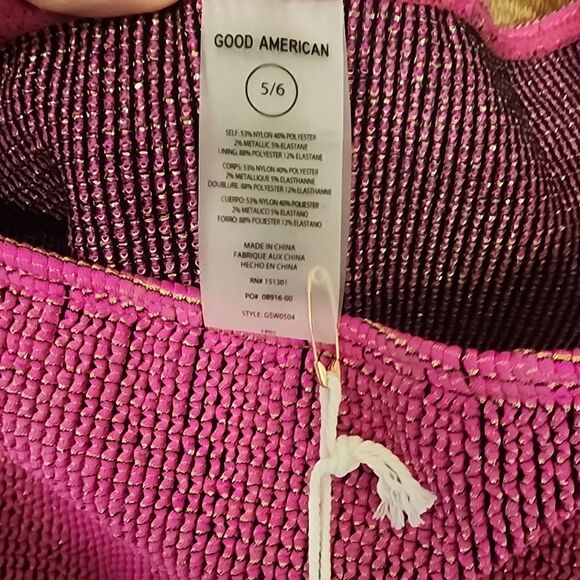 GOOD AMERICAN
5/6
SELF: 53% NYLON 40% POLYESTER
2% METALLIC 5% ELASTANE
LINING: 88% POLYESTER 12% ELASTANE
CORPS: 53% NYLON 40% POLYESTER
2% METALLIQUE 5% ELASTHANNE
DOUBLURE: 88% POLYESTER 12% ELASTHANNE
CUERPO: 53% NYLON 40% POLIESTER
2% METALICO 5% ELASTANO
FORRO: 88% POLIESTER 12% ELASTANO
MADE IN CHINA
FABRIQUE AUX CHINA
HECHO EN CHINA
RN# 151301
PO# 08916-00
STYLE: GSW0504